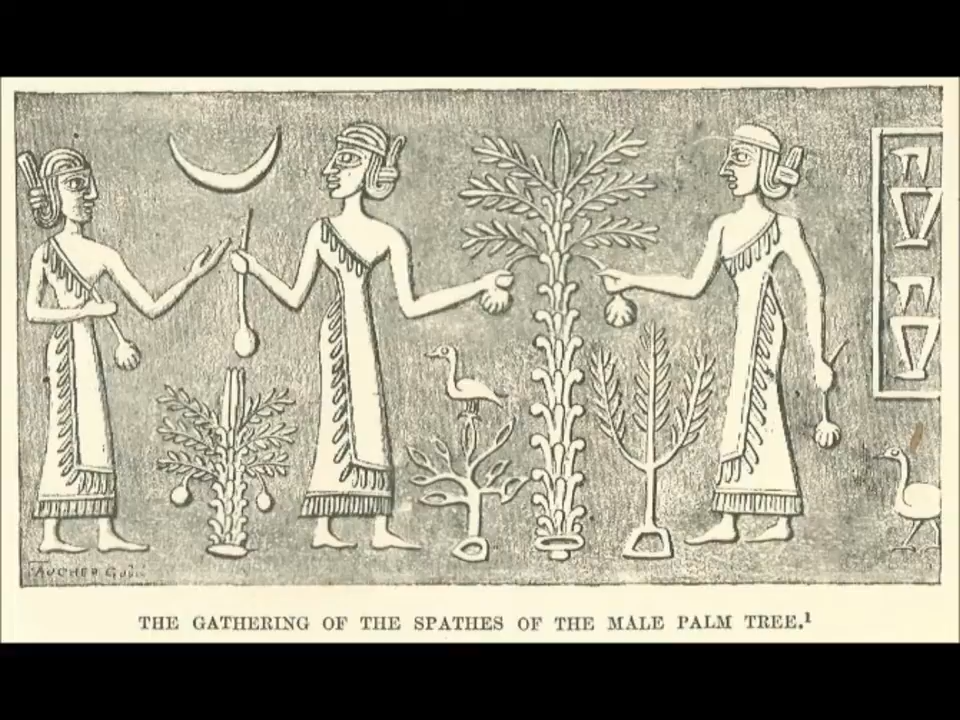 THE GATHERING OF THE SPATHES OF THE MALE PALM TREE.¹